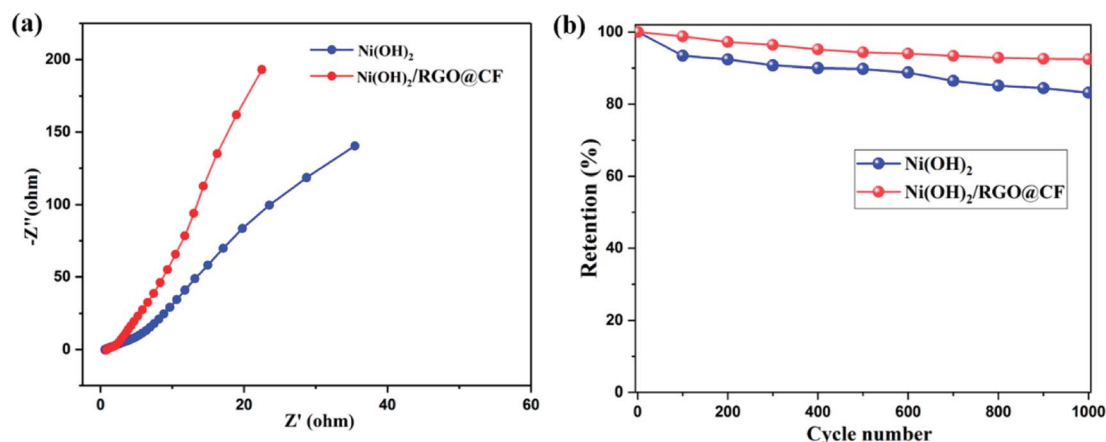 (a)
200
150
100
50
0
-Z''(ohm)
Ni(OH)₂
Ni(OH)₂/RGO@CF
0 20 40 60
Z' (ohm)
(b)
100
80
60
40
20
0
Retention (%)
Ni(OH)₂
Ni(OH)₂/RGO@CF
0 200 400 600 800 1000
Cycle number